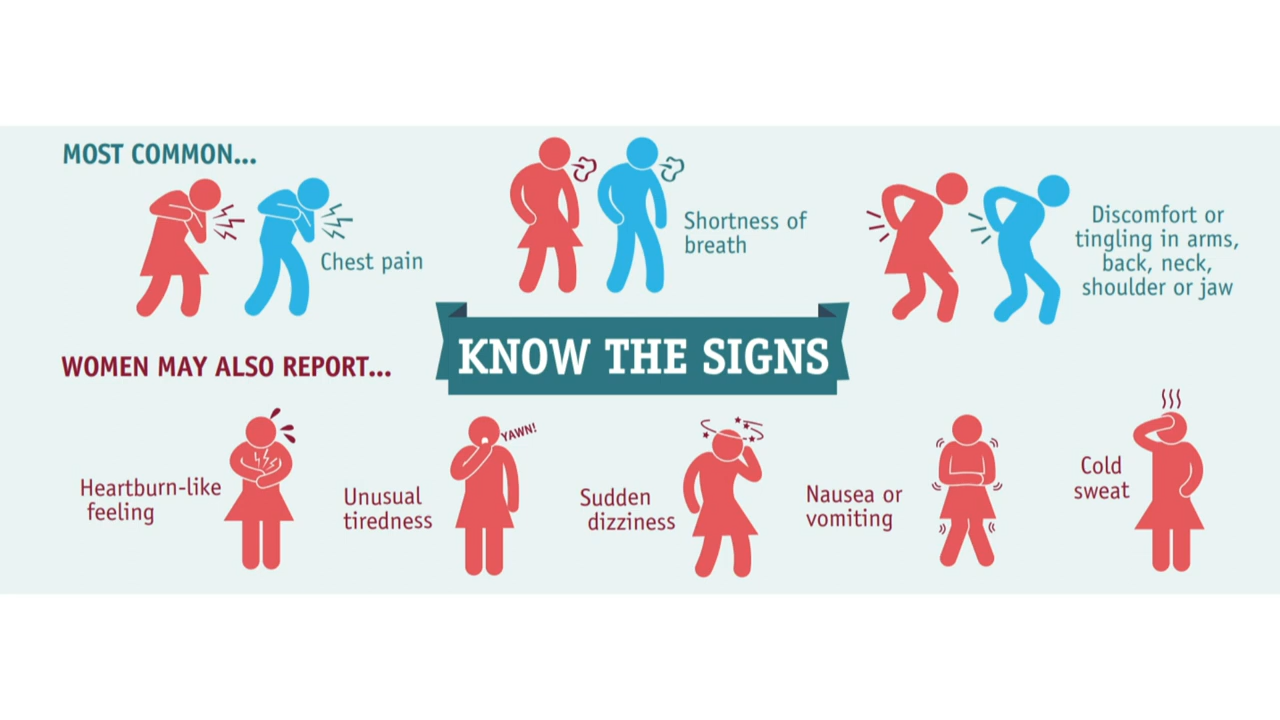 MOST COMMON...
Chest pain
Shortness of
breath
Discomfort or
tingling in arms,
back, neck,
shoulder or jaw
KNOW THE SIGNS
WOMEN MAY ALSO REPORT...
Heartburn-like
feeling
Unusual
tiredness
YAWN!
Sudden
dizziness
Nausea or
vomiting
Cold
sweat